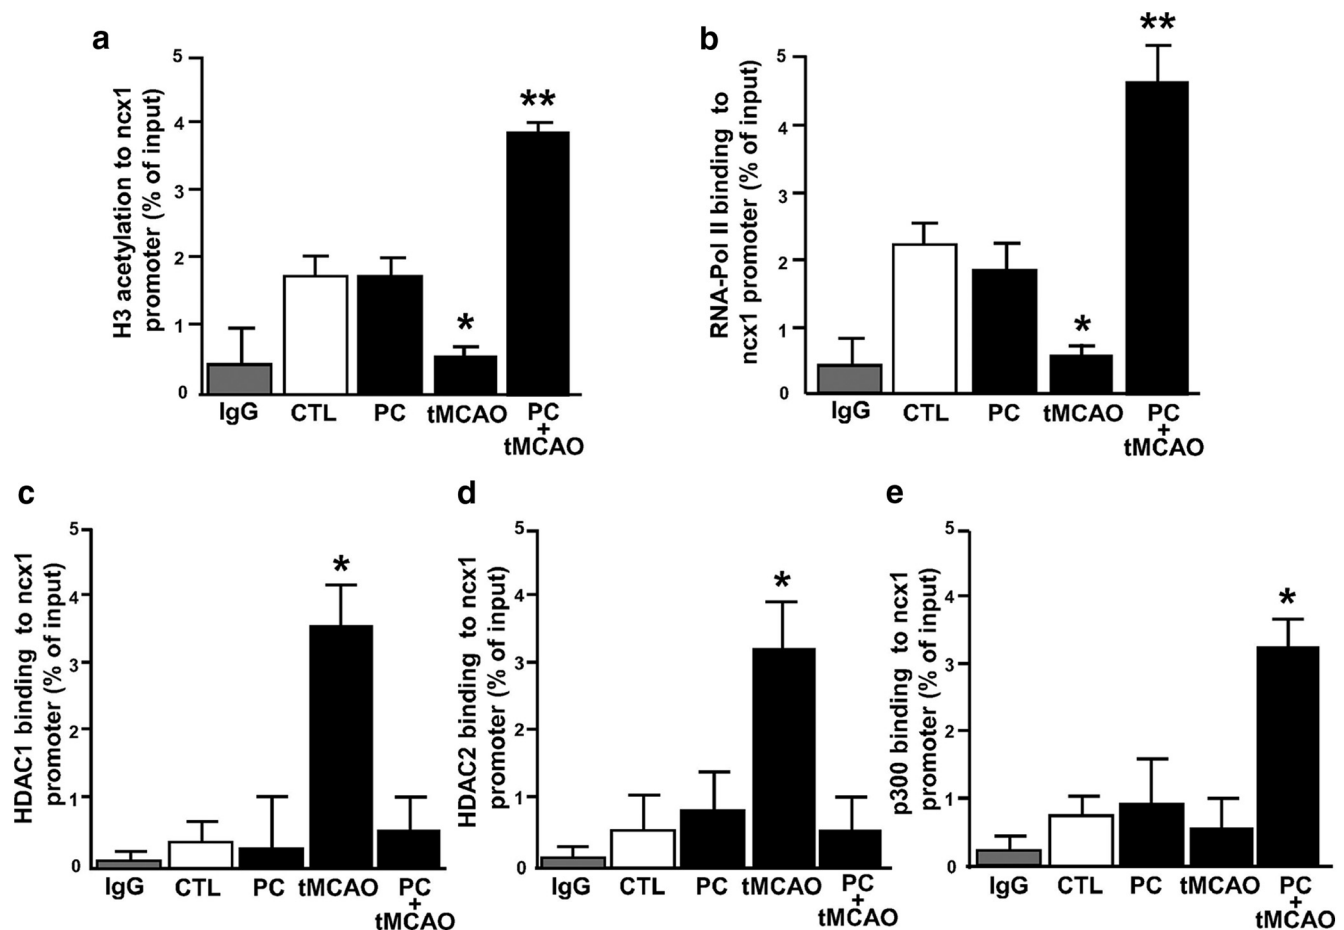 a
H3 acetylation to ncx1
promoter (% of input)
5
4
3
2
1
0
*
**
IgG
CTL
PC
tMCAO
PC
+
tMCAO
b
RNA-Pol II binding to
ncx1 promoter (% of input)
5
4
3
2
1
0
*
**
IgG
CTL
PC
tMCAO
PC
+
tMCAO
c
HDAC1 binding to ncx1
promoter (% of input)
5
4
3
2
1
0
*
IgG
CTL
PC
tMCAO
PC
+
tMCAO
d
HDAC2 binding to ncx1
promoter (% of input)
5
4
3
2
1
0
*
IgG
CTL
PC
tMCAO
PC
+
tMCAO
e
p300 binding to ncx1
promoter (% of input)
5
4
3
2
1
0
*
IgG
CTL
PC
tMCAO
PC
+
tMCAO